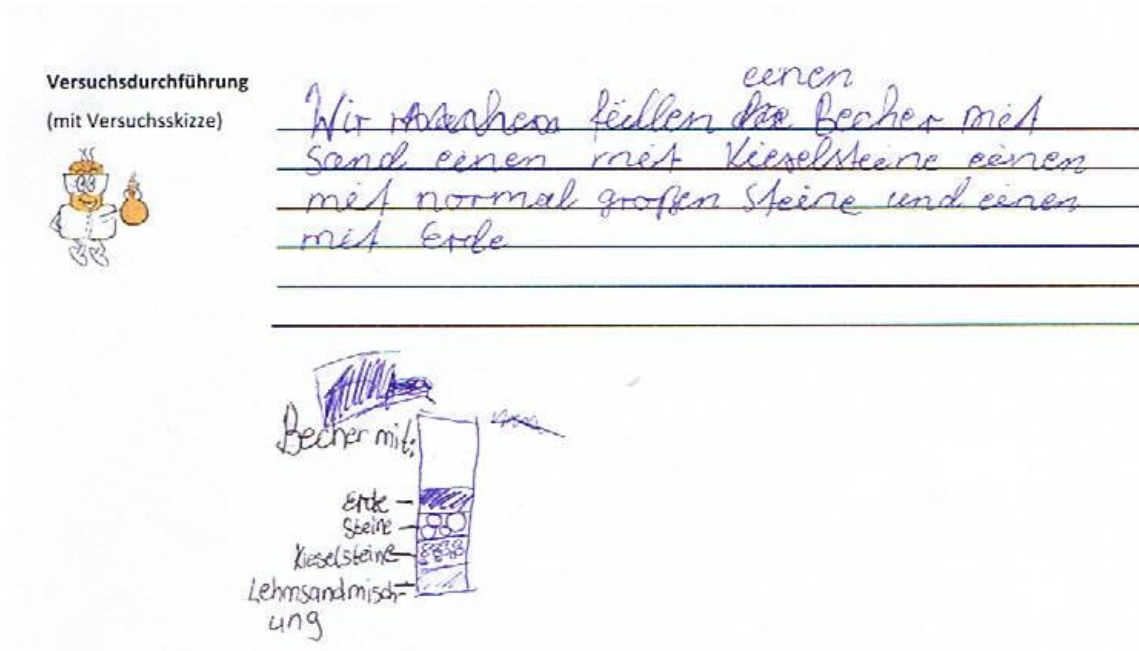 Versuchsdurchführung
(mit Versuchsskizze)
einen
Wir füllen Becher mit
Sand einen mit Kieselsteine einen
mit normal großen Steine und einen
mit Erde
Becher mit:
Erde
Steine
Kieselsteine
Lehmsandmisch-
ung